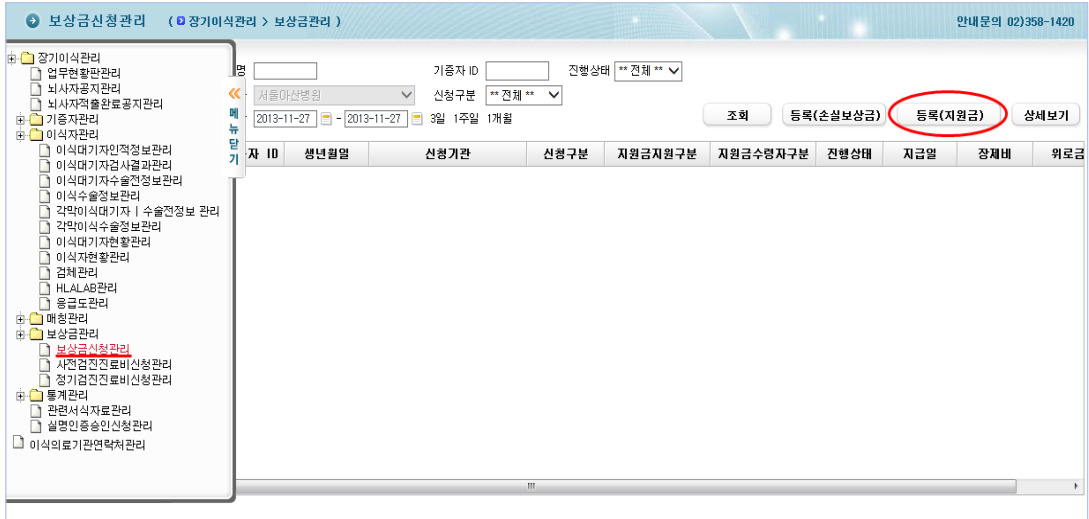 보상금신청관리 ( 장기이식관리 > 보상금관리 ) 안내문의 02)358-1420
장기이식관리
업무현황판관리
뇌사자공지관리
뇌사자적출완료공지관리
기증자관리
이식자관리
이식대기자인적정보관리
이식대기자검사결과관리
이식대기자수술전정보관리
이식수술정보관리
각막이식대기자 | 수술전정보 관리
각막이식수술정보관리
이식대기자현황관리
이식자현황관리
검체관리
HLALAB관리
응급도관리
매칭관리
보상금관리
보상금신청관리
사전검진진료비신청관리
정기검진진료비신청관리
통계관리
관련서식자료관리
실명인증승인신청관리
이식의료기관연락처관리
메뉴닫기
명 기증자 ID 진행상태 ** 전체 **
서울아산병원 신청구분 ** 전체 **
2013-11-27 - 2013-11-27 3일 1주일 1개월
조회 등록(손실보상금) 등록(지원금) 상세보기
자 ID 생년월일 신청기관 신청구분 지원금지원구분 지원금수령자구분 진행상태 지급일 장제비 위로금